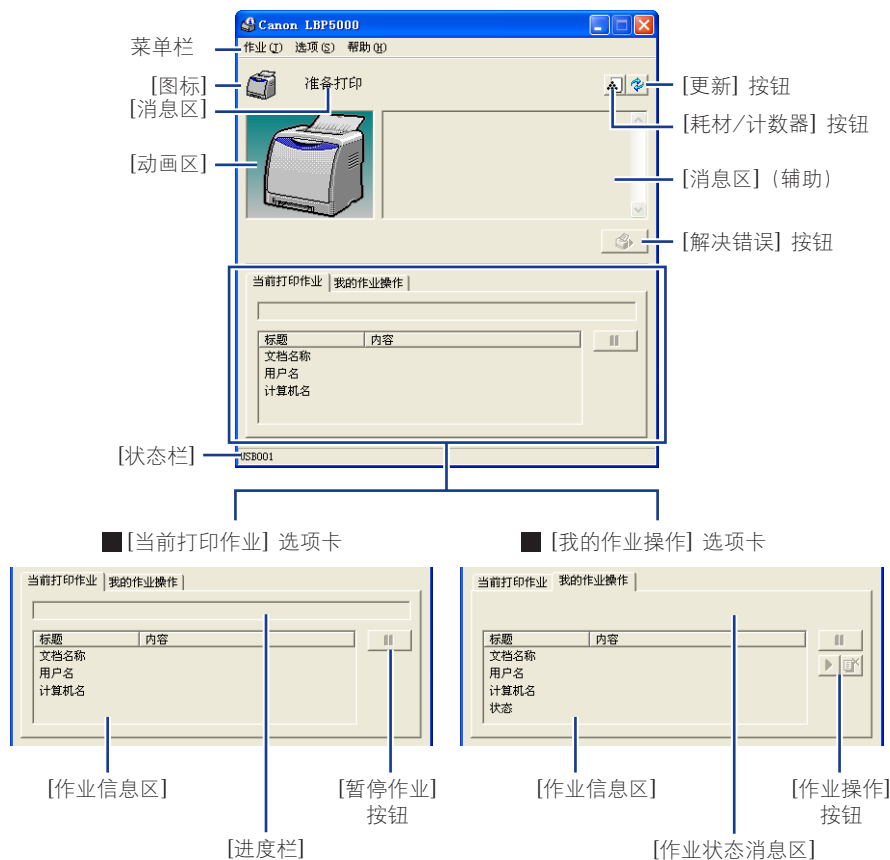 Canon LBP5000
作业(J) 选项(S) 帮助(H)
菜单栏
[图标]
准备打印
[更新] 按钮
[消息区]
[耗材/计数器] 按钮
[动画区]
[消息区] (辅助)
[解决错误] 按钮
当前打印作业 我的作业操作
标题 内容
文档名称
用户名
计算机名
[状态栏]
USB001
■ [当前打印作业] 选项卡
■ [我的作业操作] 选项卡
当前打印作业 我的作业操作
标题 内容
文档名称
用户名
计算机名
当前打印作业 我的作业操作
标题 内容
文档名称
用户名
计算机名
状态
[作业信息区]
[暂停作业]
按钮
[进度栏]
[作业信息区]
[作业操作]
按钮
[作业状态消息区]